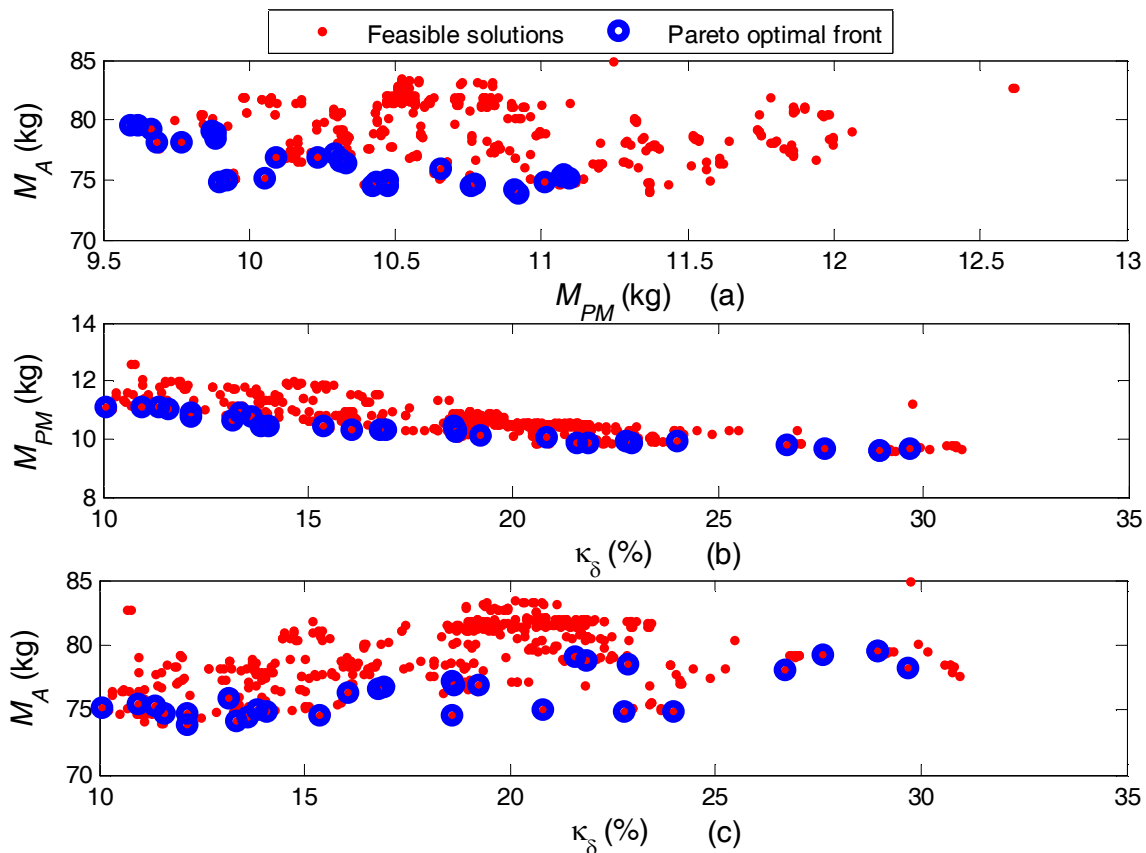 Feasible solutions Pareto optimal front
85
80
75
70
M_A (kg)
9.5 10 10.5 11 11.5 12 12.5 13
M_PM (kg) (a)
14
12
10
8
M_PM (kg)
10 15 20 25 30 35
κ_δ (%) (b)
85
80
75
70
M_A (kg)
10 15 20 25 30 35
κ_δ (%) (c)